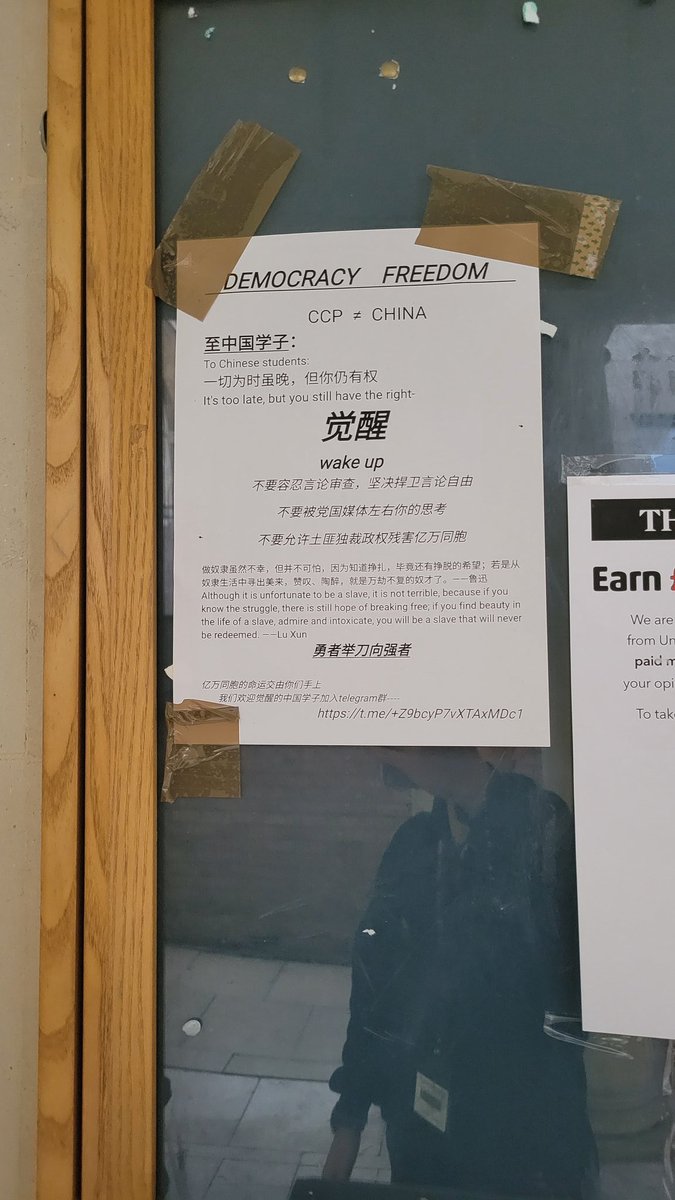 DEMOCRACY FREEDOM
CCP ≠ CHINA
至中国学子：
To Chinese students:
一切为时虽晚，但你仍有权
It's too late, but you still have the right-
觉醒
wake up
不要容忍言论审查，坚决捍卫言论自由
不要被党国媒体左右你的思考
不要允许土匪独裁政权残害亿万同胞
做奴隶虽然不幸，但并不可怕，因为知道挣扎，毕竟还有挣脱的希望；若是从
奴隶生活中寻出美来，赞叹、陶醉，就是万劫不复的奴才了。——鲁迅
Although it is unfortunate to be a slave, it is not terrible, because if you
know the struggle, there is still hope of breaking free; if you find beauty in
the life of a slave, admire and intoxicate, you will be a slave that will never
be redeemed. ——Lu Xun
勇者举刀向强者
亿万同胞的命运交由你们手上
我们欢迎觉醒的中国学子加入telegram群----
https://t.me/+Z9bcyP7vXTAxMDc1
TH
Earn
We are
from Un
paid m
your opi
To take